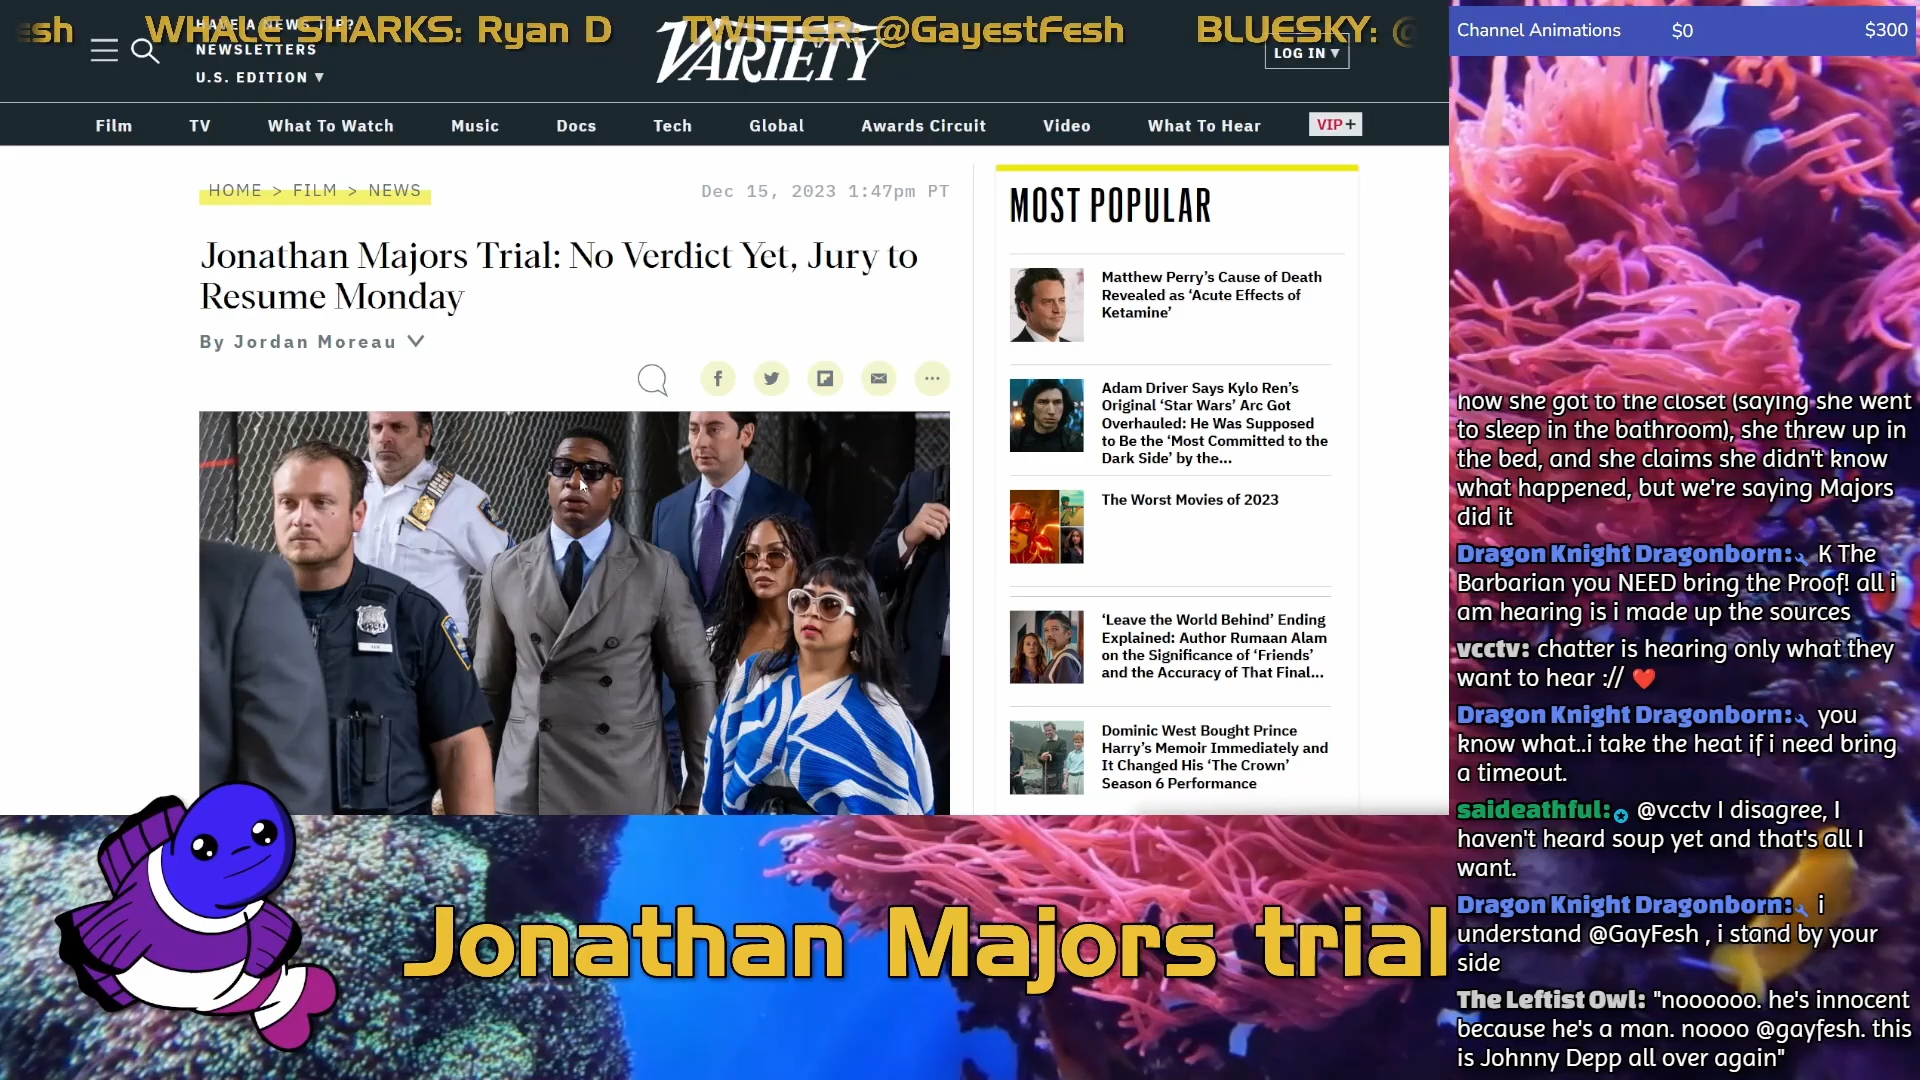 esh WHALE SHARKS: Ryan D TWITTER: @GayestFesh BLUESKY: @
HAVE A NEWS TIP?
NEWSLETTERS
U.S. EDITION ▼
VARIETY
LOG IN ▼
Film TV What To Watch Music Docs Tech Global Awards Circuit Video What To Hear VIP+
HOME > FILM > NEWS
Dec 15, 2023 1:47pm PT
Jonathan Majors Trial: No Verdict Yet, Jury to
Resume Monday
By Jordan Moreau
MOST POPULAR
Matthew Perry's Cause of Death
Revealed as 'Acute Effects of
Ketamine'
Adam Driver Says Kylo Ren's
Original 'Star Wars' Arc Got
Overhauled: He Was Supposed
to Be the 'Most Committed to the
Dark Side' by the...
The Worst Movies of 2023
'Leave the World Behind' Ending
Explained: Author Rumaan Alam
on the Significance of 'Friends'
and the Accuracy of That Final...
Dominic West Bought Prince
Harry's Memoir Immediately and
It Changed His 'The Crown'
Season 6 Performance
Jonathan Majors trial
Channel Animations $0 $300
how she got to the closet (saying she went
to sleep in the bathroom), she threw up in
the bed, and she claims she didn't know
what happened, but we're saying Majors
did it
Dragon Knight Dragonborn: K The
Barbarian you NEED bring the Proof! all i
am hearing is i made up the sources
vcctv: chatter is hearing only what they
want to hear :// ❤️
Dragon Knight Dragonborn: you
know what..i take the heat if i need bring
a timeout.
saideathful: @vcctv I disagree, I
haven't heard soup yet and that's all I
want.
Dragon Knight Dragonborn: i
understand @GayFesh , i stand by your
side
The Leftist Owl: "noooooo. he's innocent
because he's a man. noooo @gayfesh. this
is Johnny Depp all over again"